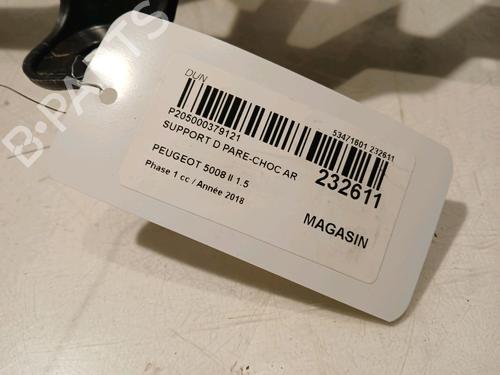 B-PARTS
DUN
P205000379121
53471601 232611
SUPPORT D PARE-CHOC AR
232611
PEUGEOT 5008 II 1.5
Phase 1 cc / Année 2018
MAGASIN